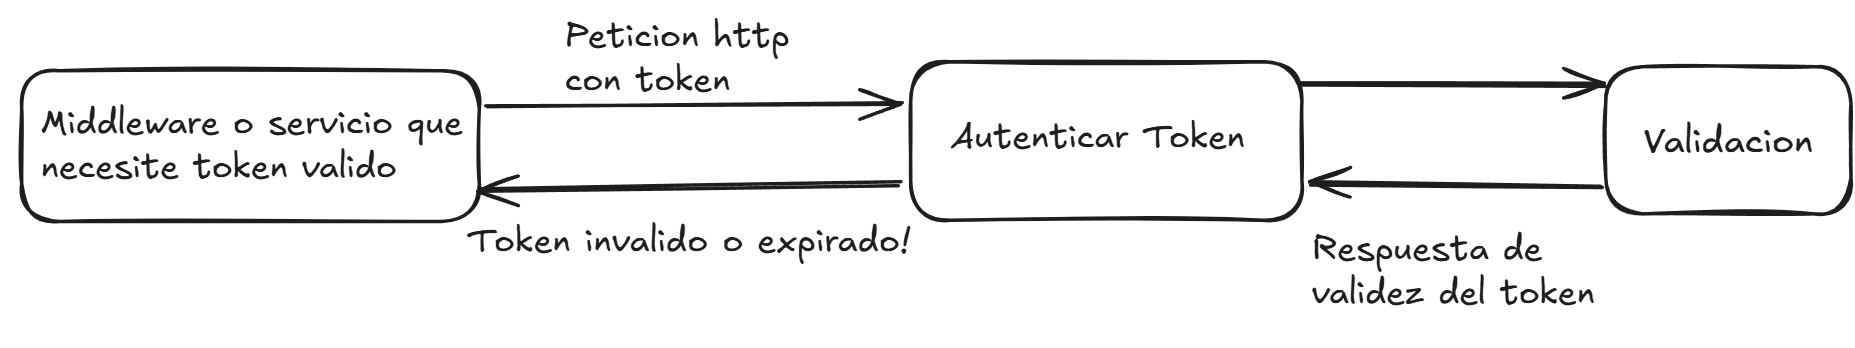 Peticion http
con token
Middleware o servicio que
necesite token valido
Autenticar Token
Validacion
Token invalido o expirado!
Respuesta de
validez del token